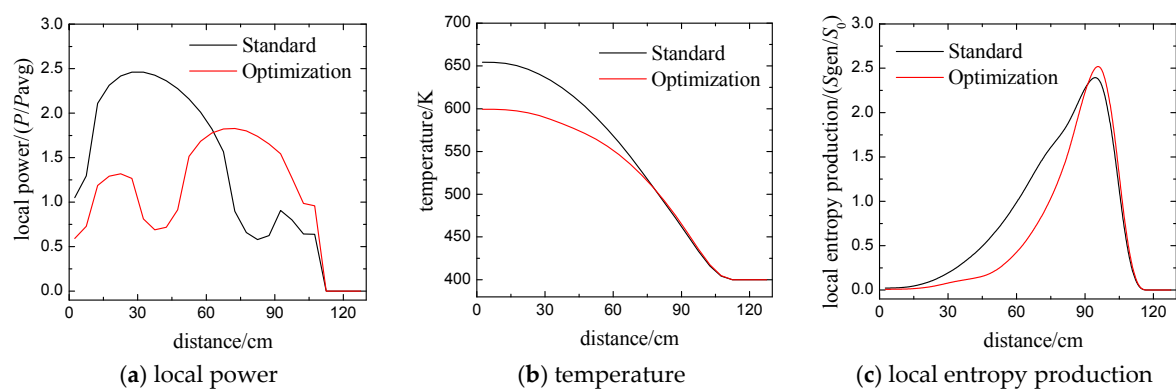 local power/(P/Pavg)
3.0
2.5
2.0
1.5
1.0
0.5
0.0
Standard
Optimization
0 30 60 90 120
distance/cm
(a) local power
temperature/K
700
650
600
550
500
450
400
Standard
Optimization
0 30 60 90 120
distance/cm
(b) temperature
local entropy production/(Sgen/S0)
3.0
2.5
2.0
1.5
1.0
0.5
0.0
Standard
Optimization
0 30 60 90 120
distance/cm
(c) local entropy production